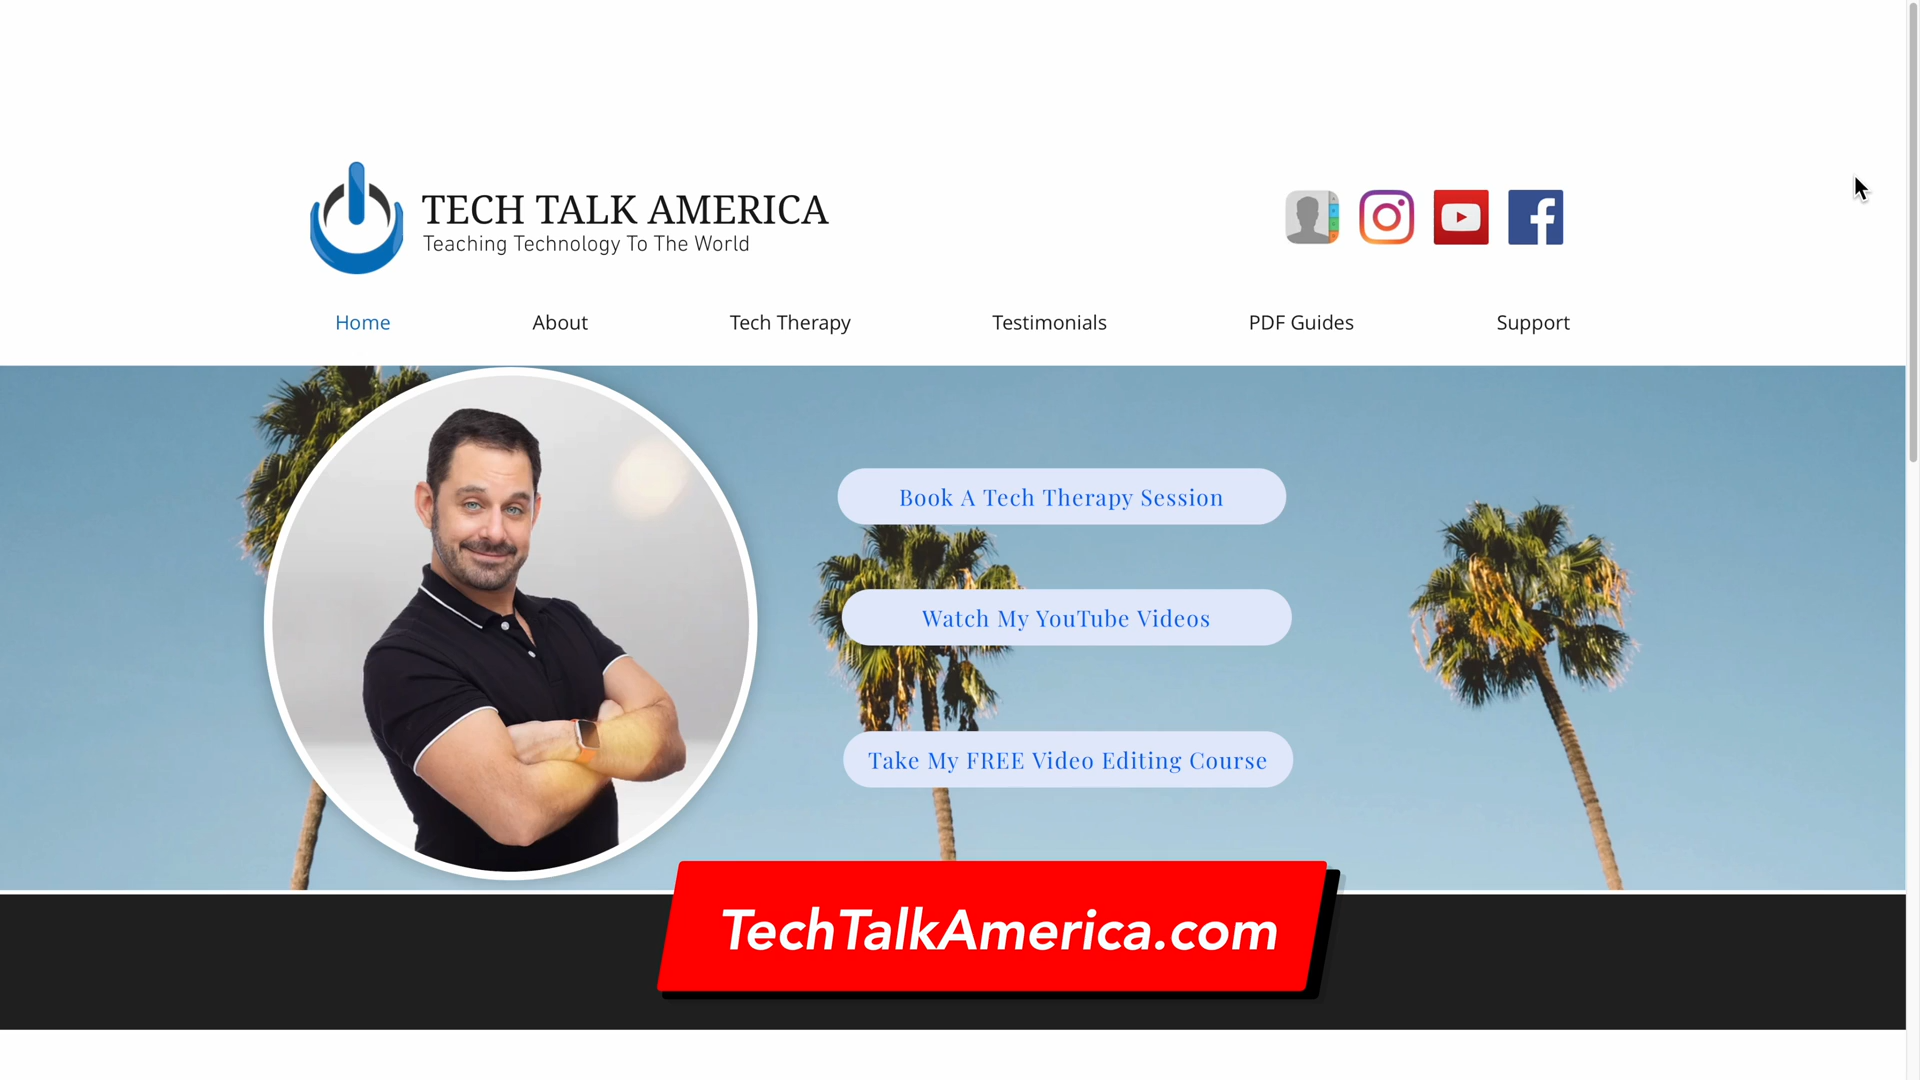 TECH TALK AMERICA
Teaching Technology To The World
Home
About
Tech Therapy
Testimonials
PDF Guides
Support
Book A Tech Therapy Session
Watch My YouTube Videos
Take My FREE Video Editing Course
TechTalkAmerica.com